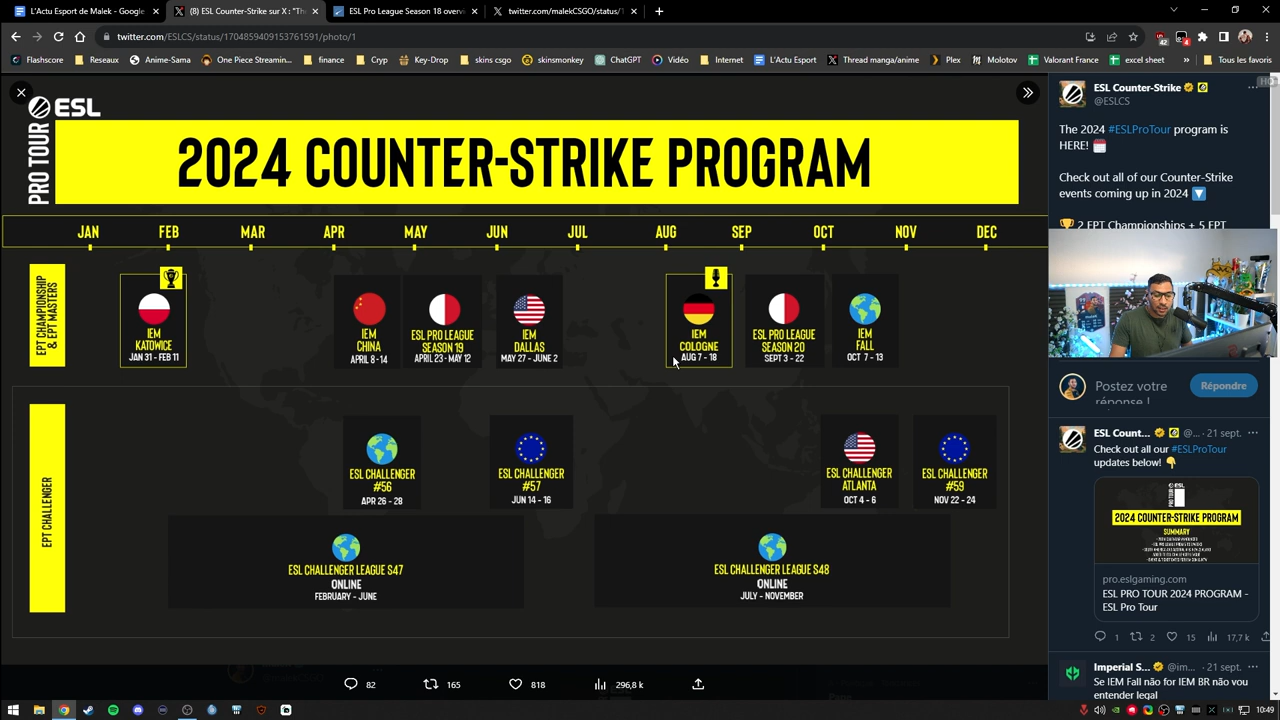 L'Actu Esport de Malek - Google
(8) ESL Counter-Strike sur X : "Th
ESL Pro League Season 18 overvi
twitter.com/malekCSGO/status/
twitter.com/ESLCS/status/1704859409153761591/photo/1
Flashscore
Reseaux
Anime-Sama
One Piece Streamin...
finance
Cryp
Key-Drop
skins csgo
skinsmonkey
ChatGPT
Vidéo
Internet
L'Actu Esport
Thread manga/anime
Plex
Molotov
Valorant France
excel sheet
Tous les favoris
ESL
PRO TOUR
2024 COUNTER-STRIKE PROGRAM
JAN FEB MAR APR MAY JUN JUL AUG SEP OCT NOV DEC
EPT CHAMPIONSHIP
& EPT MASTERS
IEM
KATOWICE
JAN 31 - FEB 11
IEM
CHINA
APRIL 8-14
ESL PRO LEAGUE
SEASON 19
APRIL 23-MAY 12
IEM
DALLAS
MAY 27 - JUNE 2
IEM
COLOGNE
AUG 7 - 18
ESL PRO LEAGUE
SEASON 20
SEPT 3 - 22
IEM
FALL
OCT 7 - 13
EPT CHALLENGER
ESL CHALLENGER
#56
APR 26 - 28
ESL CHALLENGER
#57
JUN 14 - 16
ESL CHALLENGER
ATLANTA
OCT 4 - 6
ESL CHALLENGER
#59
NOV 22 - 24
ESL CHALLENGER LEAGUE S47
ONLINE
FEBRUARY - JUNE
ESL CHALLENGER LEAGUE S48
ONLINE
JULY - NOVEMBER
82
165
818
296,8 k
ESL Counter-Strike
@ESLCS
The 2024 #ESLProTour program is
HERE!
Check out all of our Counter-Strike
events coming up in 2024
2 EPT Championships + 5 EPT
Postez votre
réponse !
Répondre
ESL Count... @... · 21 sept.
Check out all our #ESLProTour
updates below!
ESL
2024 COUNTER-STRIKE PROGRAM
SUMMARY
pro.eslgaming.com
ESL PRO TOUR 2024 PROGRAM -
ESL Pro Tour
1
2
15
17,7 k
Imperial S... @im... · 21 sept.
Se IEM Fall não for IEM BR não vou
entender legal
10:49